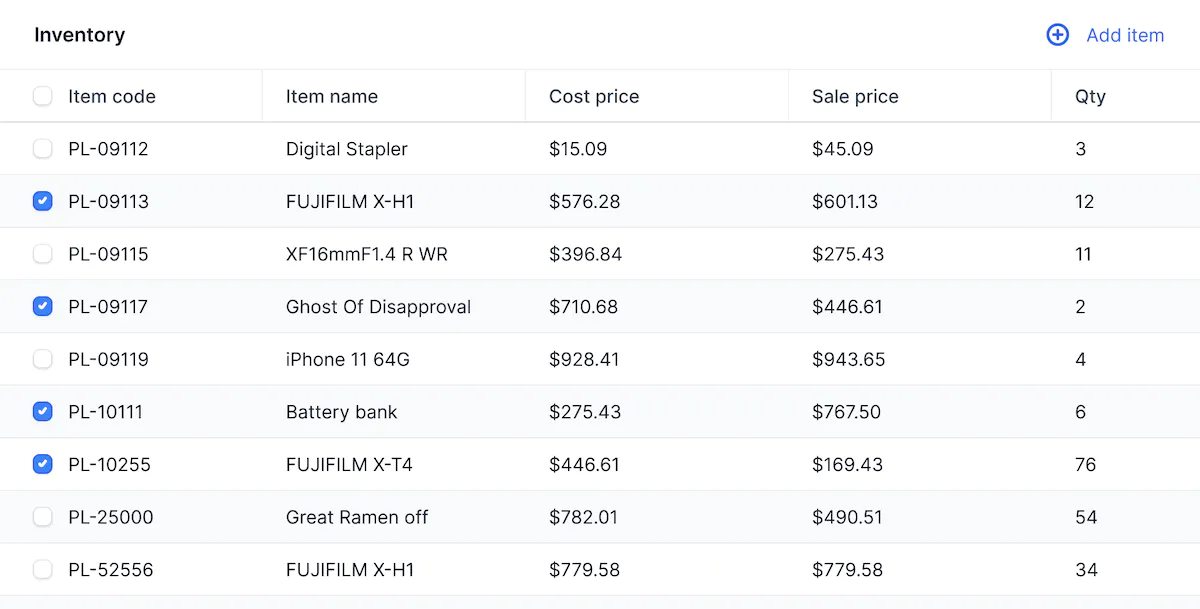 Inventory Add item
Item code Item name Cost price Sale price Qty
PL-09112 Digital Stapler $15.09 $45.09 3
PL-09113 FUJIFILM X-H1 $576.28 $601.13 12
PL-09115 XF16mmF1.4 R WR $396.84 $275.43 11
PL-09117 Ghost Of Disapproval $710.68 $446.61 2
PL-09119 iPhone 11 64G $928.41 $943.65 4
PL-10111 Battery bank $275.43 $767.50 6
PL-10255 FUJIFILM X-T4 $446.61 $169.43 76
PL-25000 Great Ramen off $782.01 $490.51 54
PL-52556 FUJIFILM X-H1 $779.58 $779.58 34